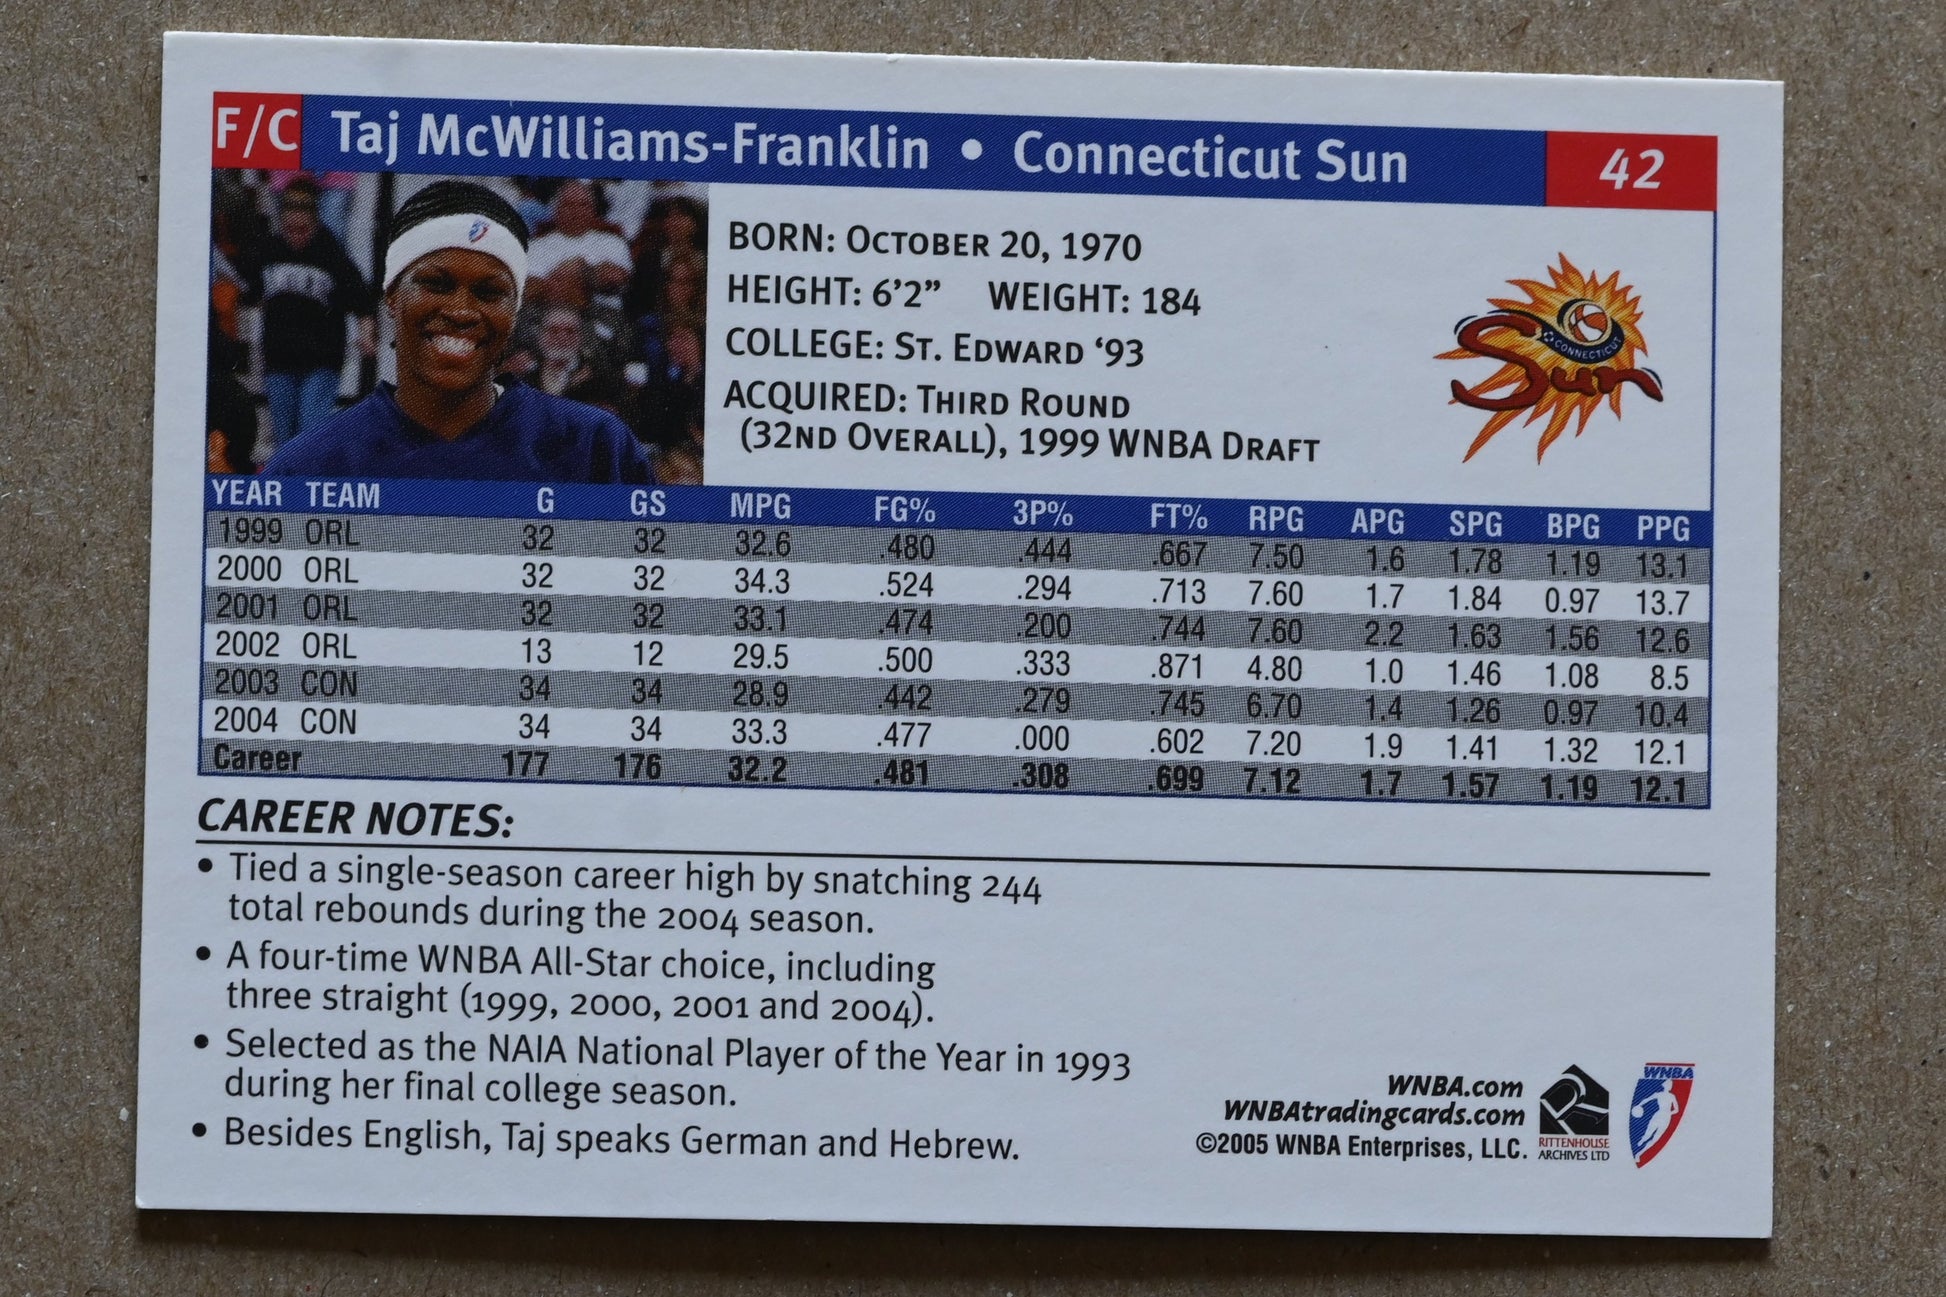 F/C Taj McWilliams-Franklin • Connecticut Sun 42
BORN: OCTOBER 20, 1970
HEIGHT: 6'2” WEIGHT: 184
COLLEGE: ST. EDWARD ‘93
ACQUIRED: THIRD ROUND
(32ND OVERALL), 1999 WNBA DRAFT
CONNECTICUT
Sun
YEAR TEAM G GS MPG FG% 3P% FT% RPG APG SPG BPG PPG
1999 ORL 32 32 32.6 .480 .444 .667 7.50 1.6 1.78 1.19 13.1
2000 ORL 32 32 34.3 .524 .294 .713 7.60 1.7 1.84 0.97 13.7
2001 ORL 32 32 33.1 .474 .200 .744 7.60 2.2 1.63 1.56 12.6
2002 ORL 13 12 29.5 .500 .333 .871 4.80 1.0 1.46 1.08 8.5
2003 CON 34 34 28.9 .442 .279 .745 6.70 1.4 1.26 0.97 10.4
2004 CON 34 34 33.3 .477 .000 .602 7.20 1.9 1.41 1.32 12.1
Career 177 176 32.2 .481 .308 .699 7.12 1.7 1.57 1.19 12.1
CAREER NOTES:
• Tied a single-season career high by snatching 244
total rebounds during the 2004 season.
• A four-time WNBA All-Star choice, including
three straight (1999, 2000, 2001 and 2004).
• Selected as the NAIA National Player of the Year in 1993
during her final college season.
• Besides English, Taj speaks German and Hebrew.
WNBA.com
WNBAtradingcards.com
©2005 WNBA Enterprises, LLC.
RITTENHOUSE
ARCHIVES LTD
WNBA